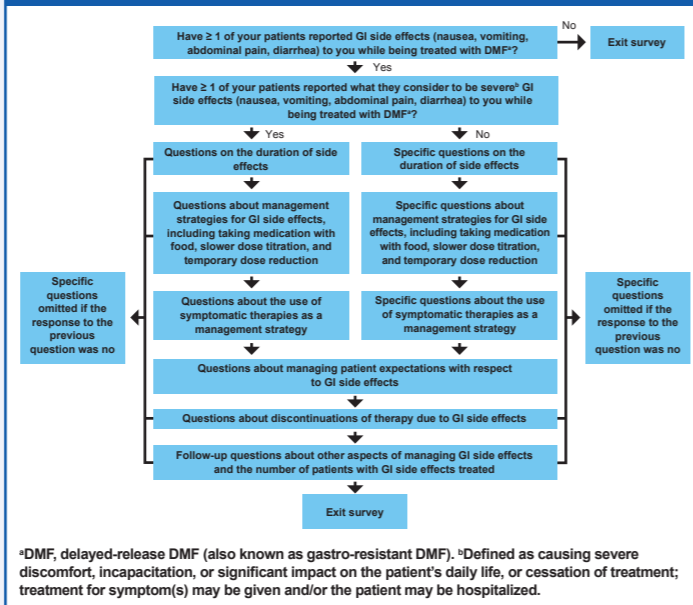 Have ≥ 1 of your patients reported GI side effects (nausea, vomiting,
abdominal pain, diarrhea) to you while being treated with DMFᵃ?
No
Exit survey
Yes
Have ≥ 1 of your patients reported what they consider to be severeᵇ GI
side effects (nausea, vomiting, abdominal pain, diarrhea) to you while
being treated with DMFᵃ?
Yes
No
Questions on the duration of side
effects
Specific questions on the
duration of side effects
Questions about management
strategies for GI side effects,
including taking medication with
food, slower dose titration, and
temporary dose reduction
Specific questions about
management strategies for GI side
effects, including taking medication
with food, slower dose titration,
and temporary dose reduction
Specific
questions
omitted if the
response to the
previous
question was no
Questions about the use of
symptomatic therapies as a
management strategy
Specific questions about the use
of symptomatic therapies as a
management strategy
Specific
questions
omitted if the
response to the
previous
question was no
Questions about managing patient expectations with respect
to GI side effects
Questions about discontinuations of therapy due to GI side effects
Follow-up questions about other aspects of managing GI side effects
and the number of patients with GI side effects treated
Exit survey
ᵃDMF, delayed-release DMF (also known as gastro-resistant DMF). ᵇDefined as causing severe
discomfort, incapacitation, or significant impact on the patient's daily life, or cessation of treatment;
treatment for symptom(s) may be given and/or the patient may be hospitalized.